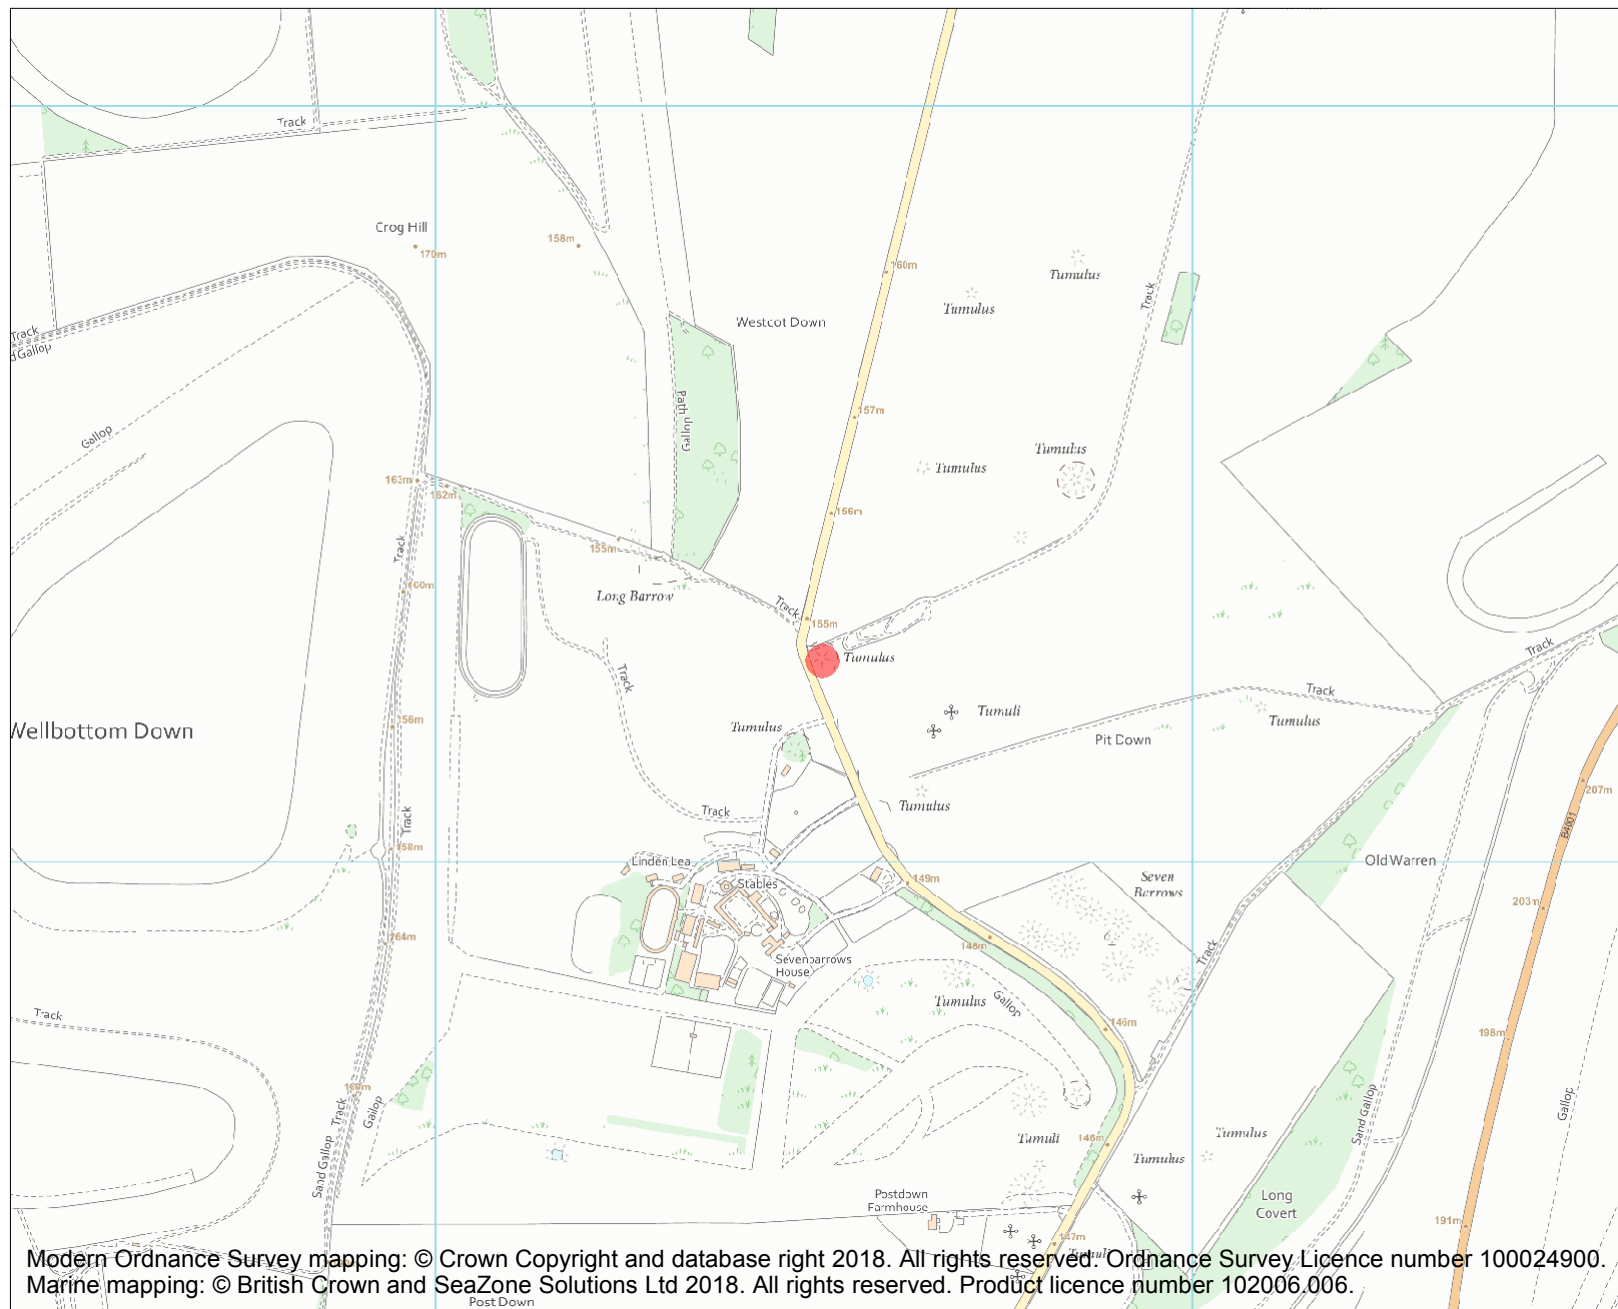 Track
Crog Hill
170m
158m
160m
Tumulus
Tumulus
Track
Westcot Down
Track
Gallop
Path
Gallop
157m
Tumulus
Tumulus
163m
162m
156m
155m
Track
160m
Long Barrow
Track
155m
Tumulus
Track
Track
Track
Tumulus
Tumuli
Tumulus
156m
Wellbottom Down
Pit Down
207m
Track
Track
Tumulus
B4001
158m
Linden Lea
Stables
149m
Seven
Barrows
Old Warren
203m
164m
148m
Track
Sevenbarrows
House
Tumulus
Gallop
Track
146m
198m
Track
Gallop
Sand Gallop
Gallop
Sand Gallop
Tumuli
146m
Tumulus
Tumulus
Postdown
Farmhouse
Long
Covert
191m
147m
Tumuli
Modern Ordnance Survey mapping: © Crown Copyright and database right 2018. All rights reserved. Ordnance Survey Licence number 100024900.
Marine mapping: © British Crown and SeaZone Solutions Ltd 2018. All rights reserved. Product licence number 102006.006.
Post Down